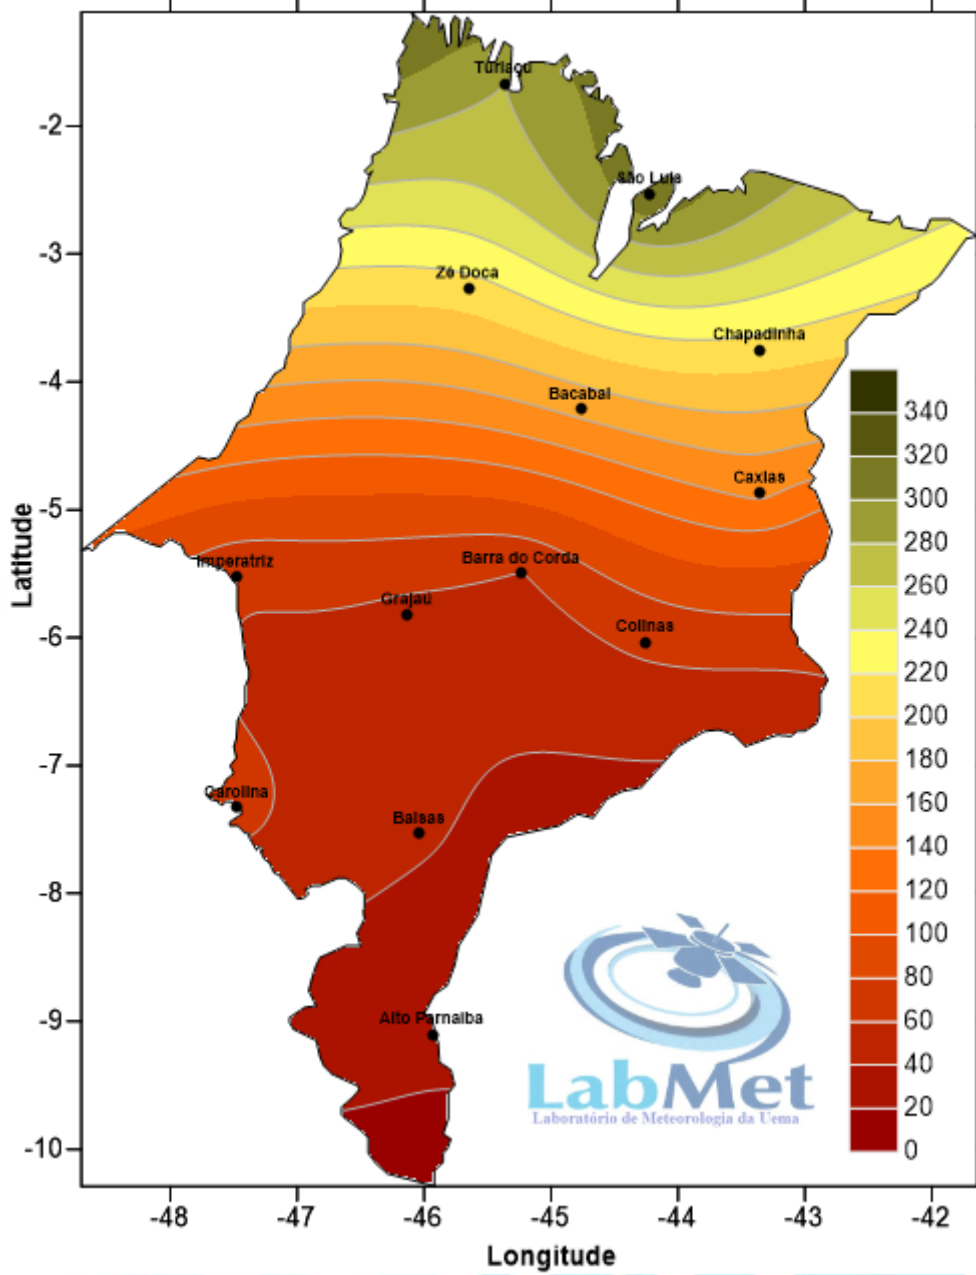 Turiaçu
-2
São Luis
-3
Zé Doca
Chapadinha
-4
Bacabal
340
320
Caxias
300
-5
280
Latitude
Imperatriz
Barra do Corda
260
Grajaú
Colinas
240
-6
220
200
-7
180
Carolina
160
Balsas
140
120
-8
100
80
-9
Alto Parnaiba
60
40
LabMet
Laboratório de Meteorologia da Uema
20
-10
0
-48 -47 -46 -45 -44 -43 -42
Longitude